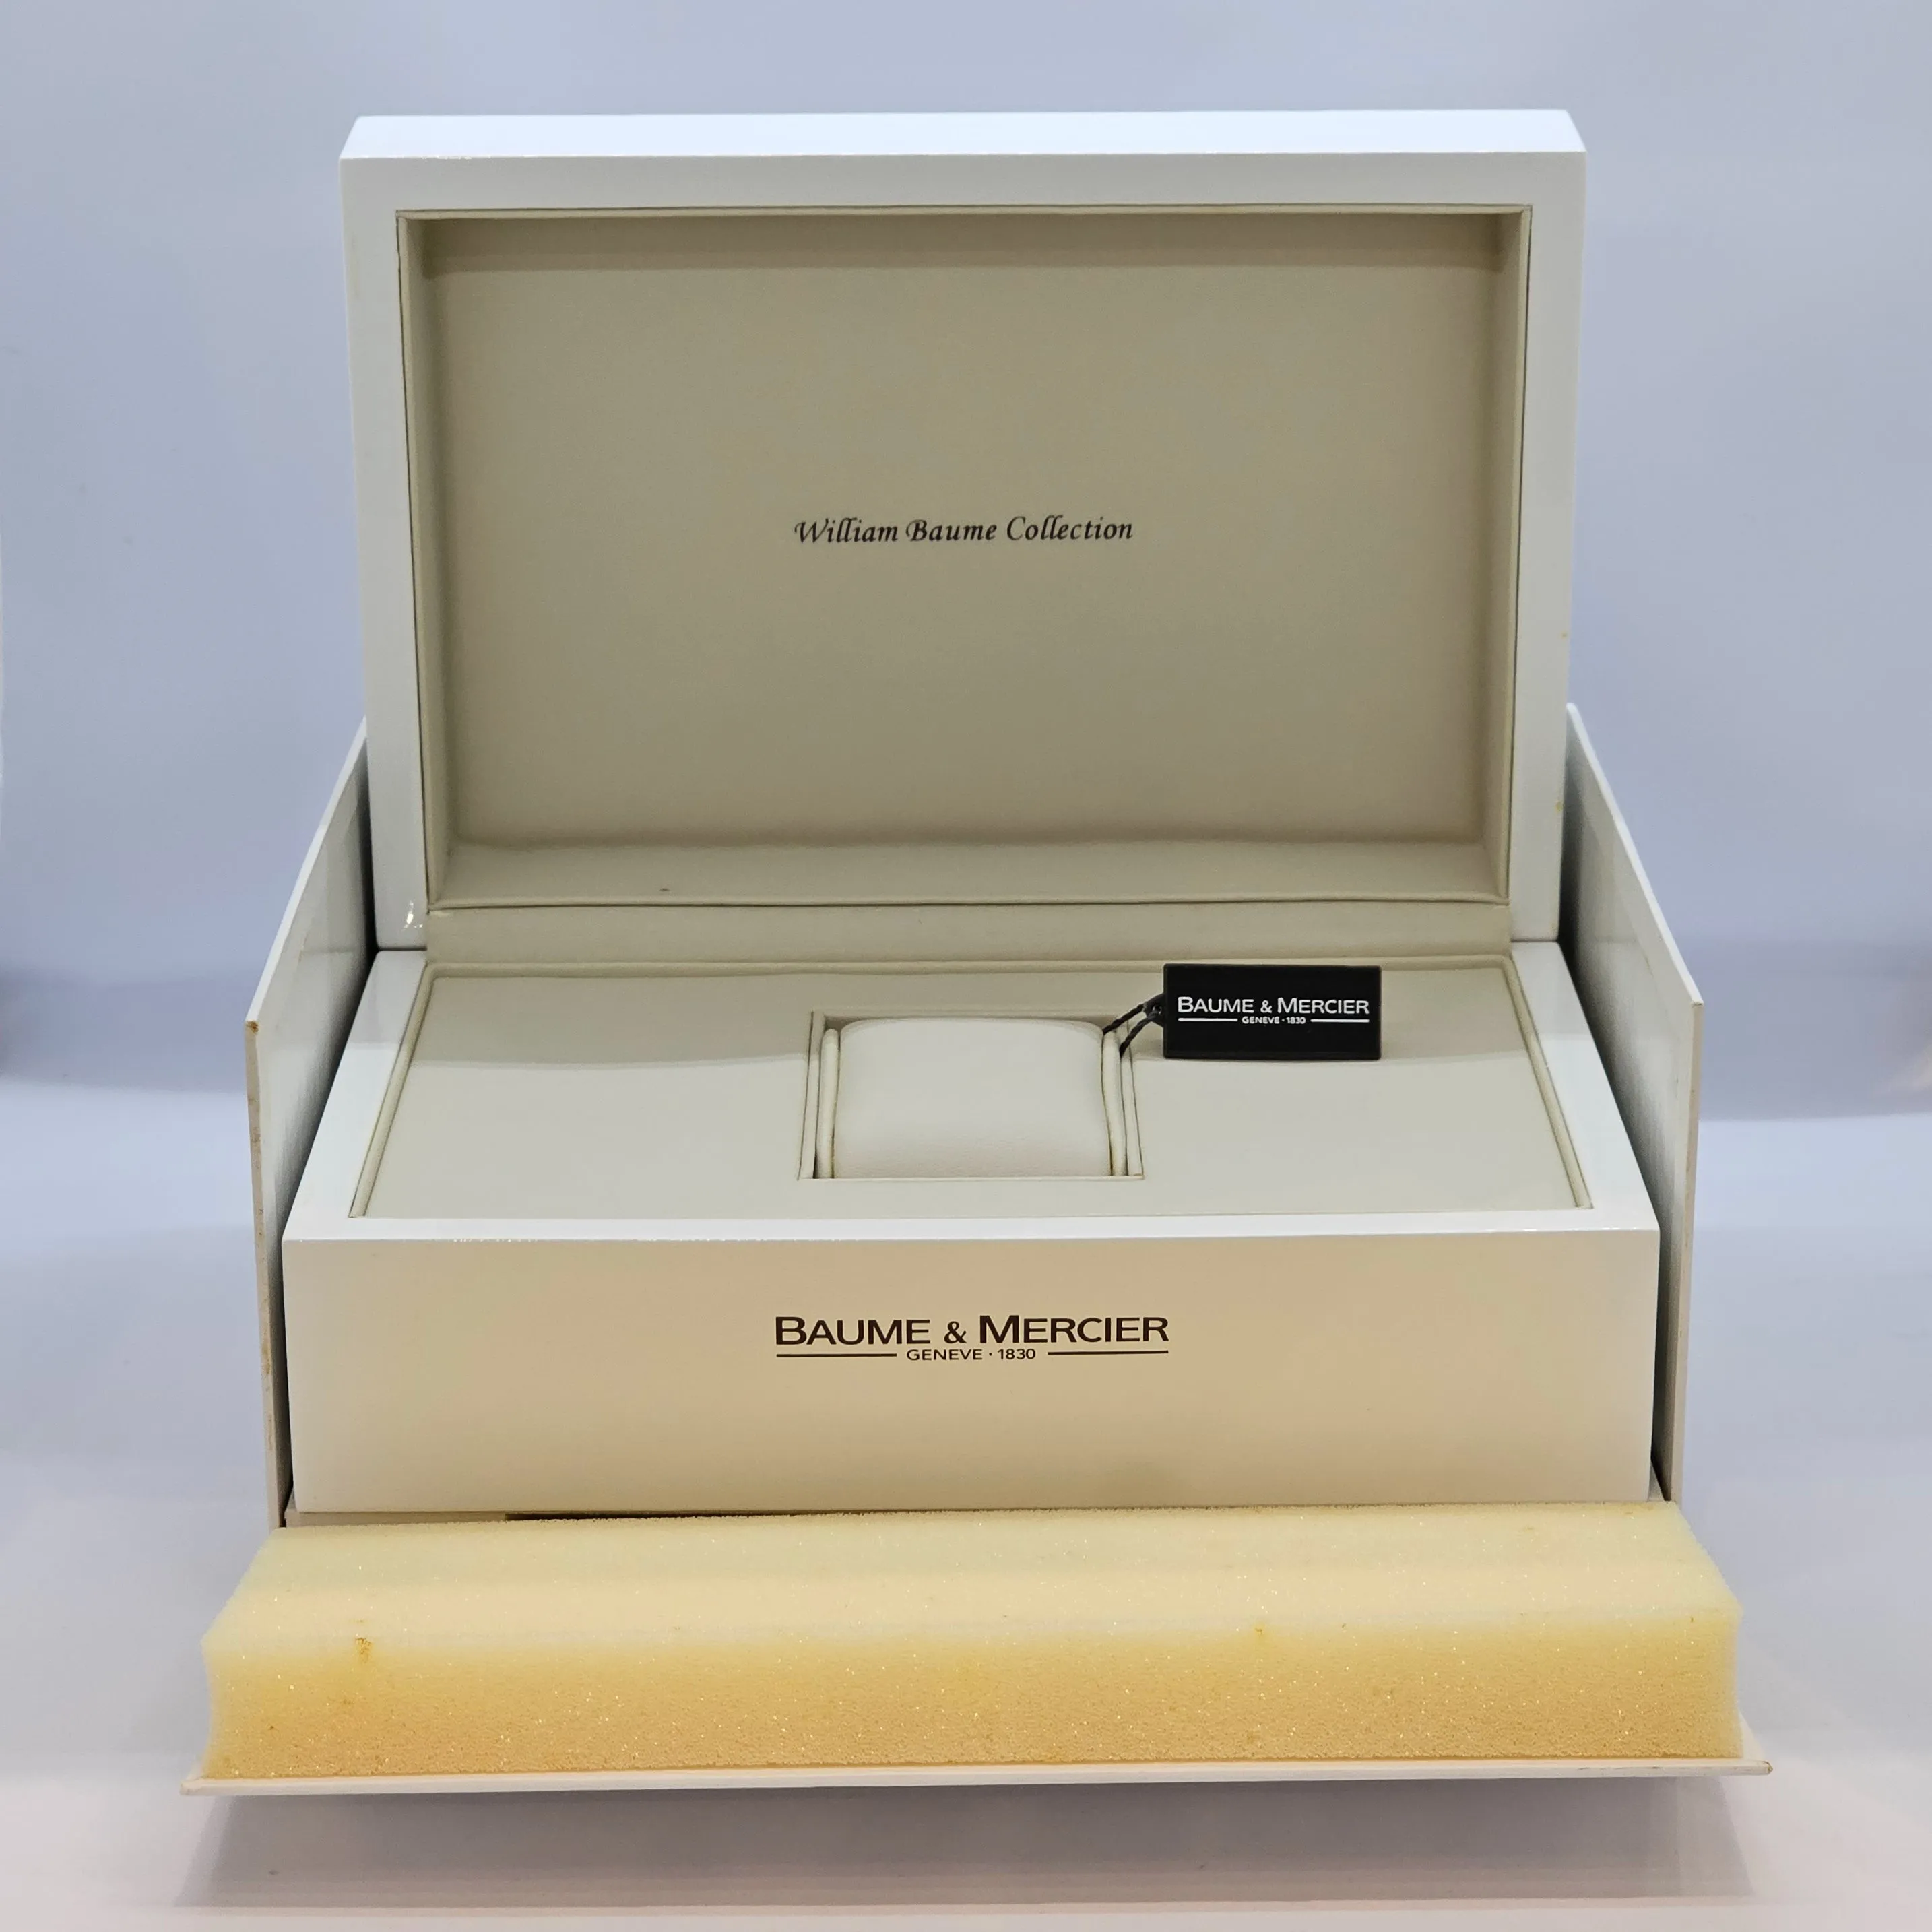 William Baume Collection
BAUME & MERCIER
GENEVE · 1830
BAUME & MERCIER
GENEVE · 1830